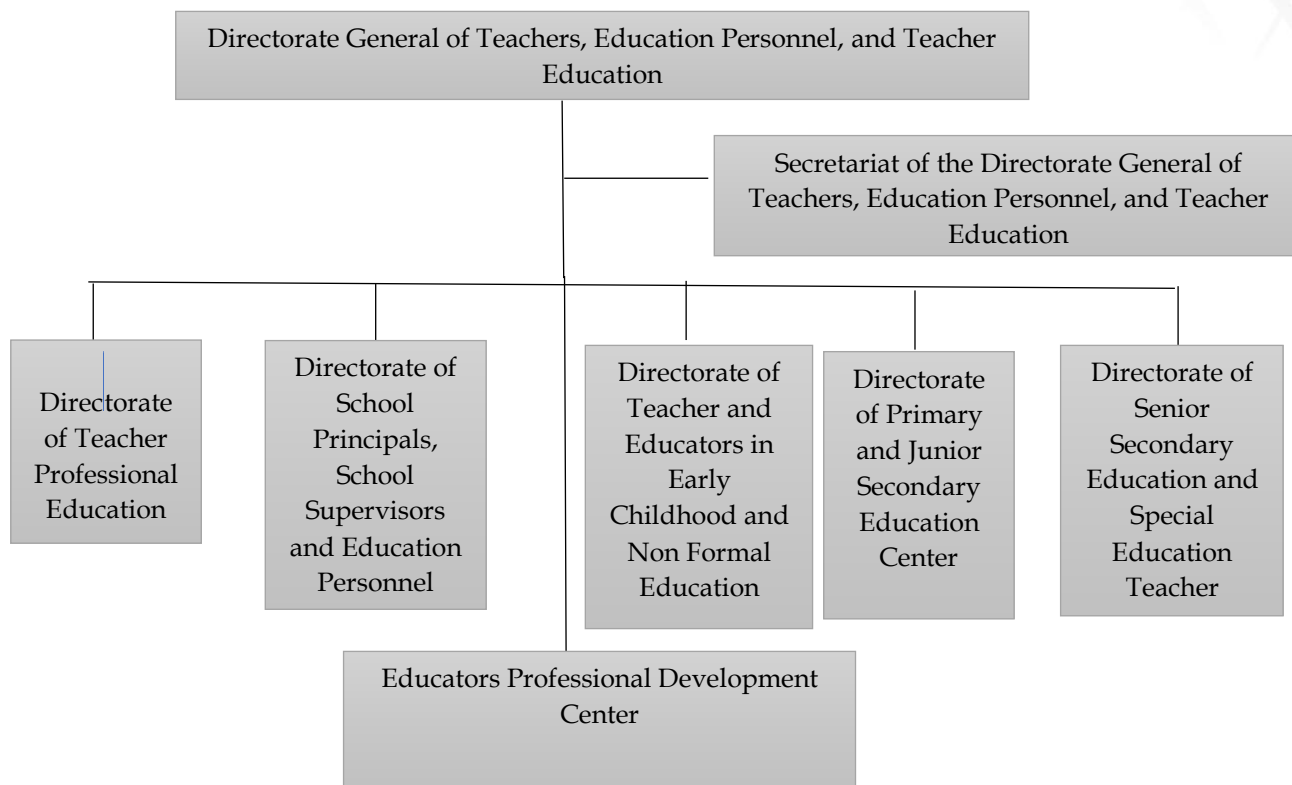 Directorate General of Teachers, Education Personnel, and Teacher
Education
Secretariat of the Directorate General of
Teachers, Education Personnel, and Teacher
Education
Directorate
of Teacher
Professional
Education
Directorate of
School
Principals,
School
Supervisors
and Education
Personnel
Directorate of
Teacher and
Educators in
Early
Childhood and
Non Formal
Education
Directorate
of Primary
and Junior
Secondary
Education
Center
Directorate of
Senior
Secondary
Education and
Special
Education
Teacher
Educators Professional Development
Center